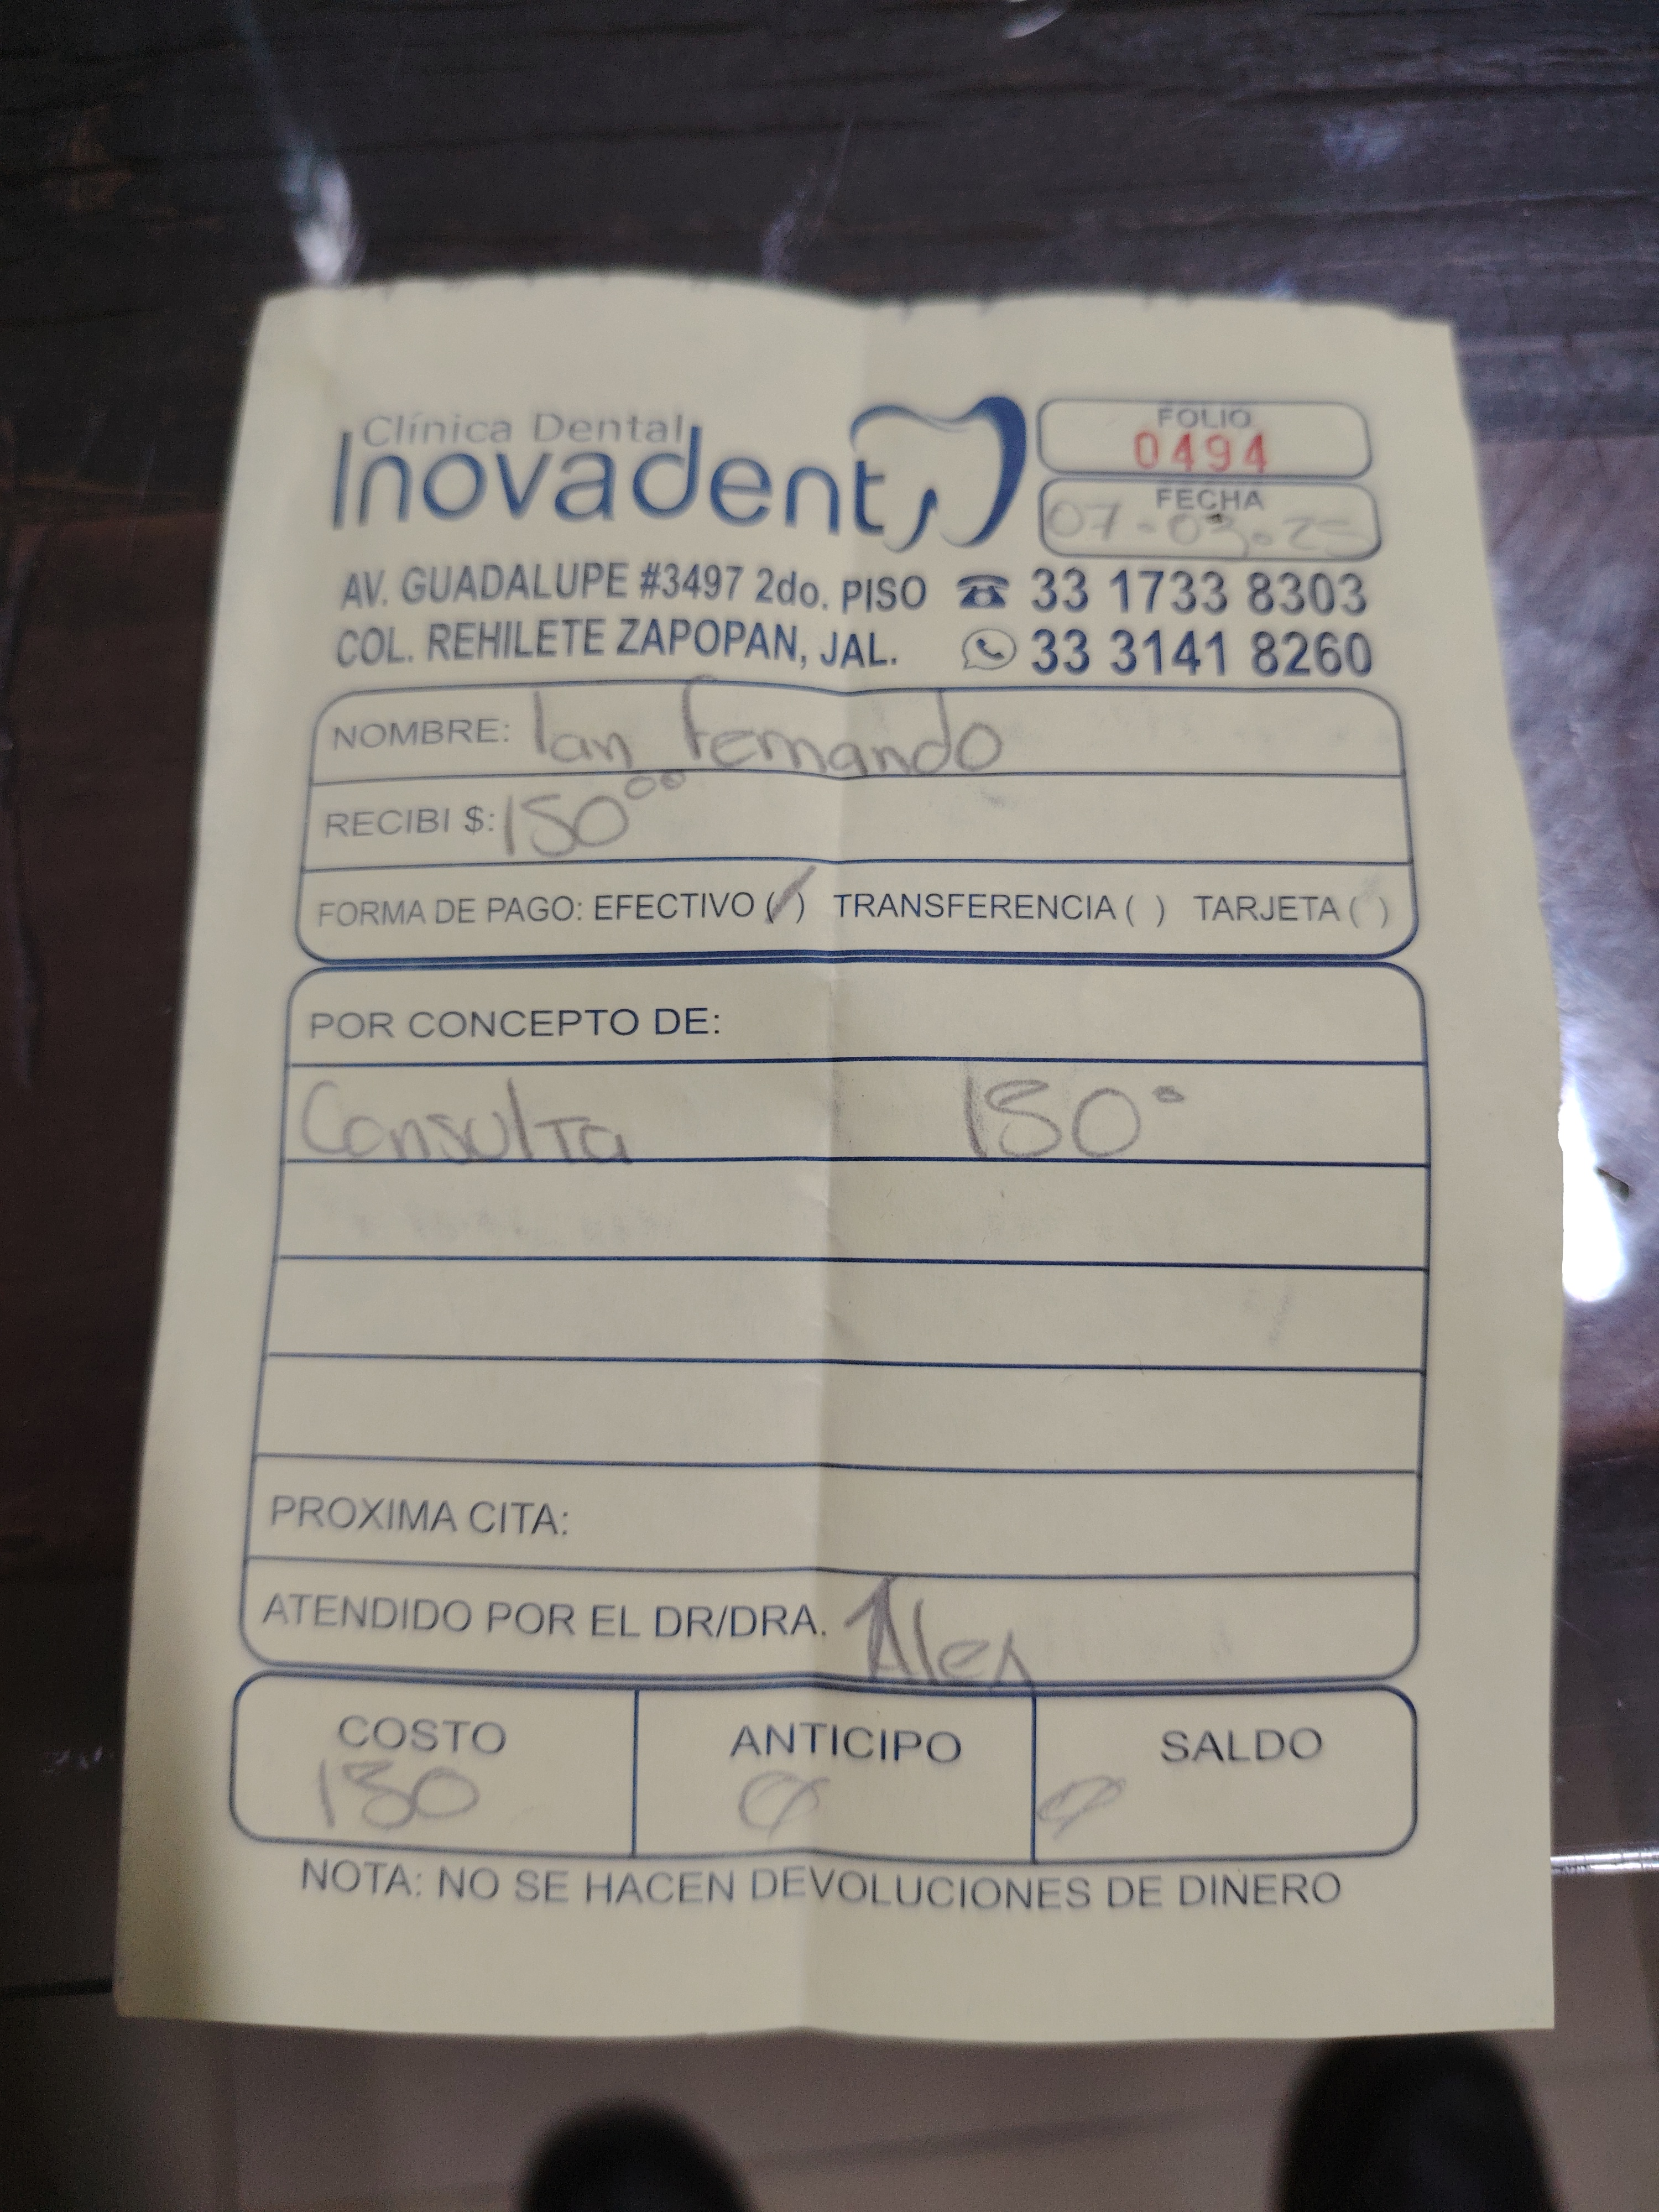 Clínica Dental
Inovadent
FOLIO
0494
FECHA
07-03-25
AV. GUADALUPE #3497 2do. PISO 33 1733 8303
COL. REHILETE ZAPOPAN, JAL. 33 3141 8260
NOMBRE: Ian Fernando
RECIBI $: 150⁰⁰
FORMA DE PAGO: EFECTIVO (/) TRANSFERENCIA ( ) TARJETA ( )
POR CONCEPTO DE:
Consulta 150°
PROXIMA CITA:
ATENDIDO POR EL DR/DRA. Alex
COSTO ANTICIPO SALDO
150 0 0
NOTA: NO SE HACEN DEVOLUCIONES DE DINERO